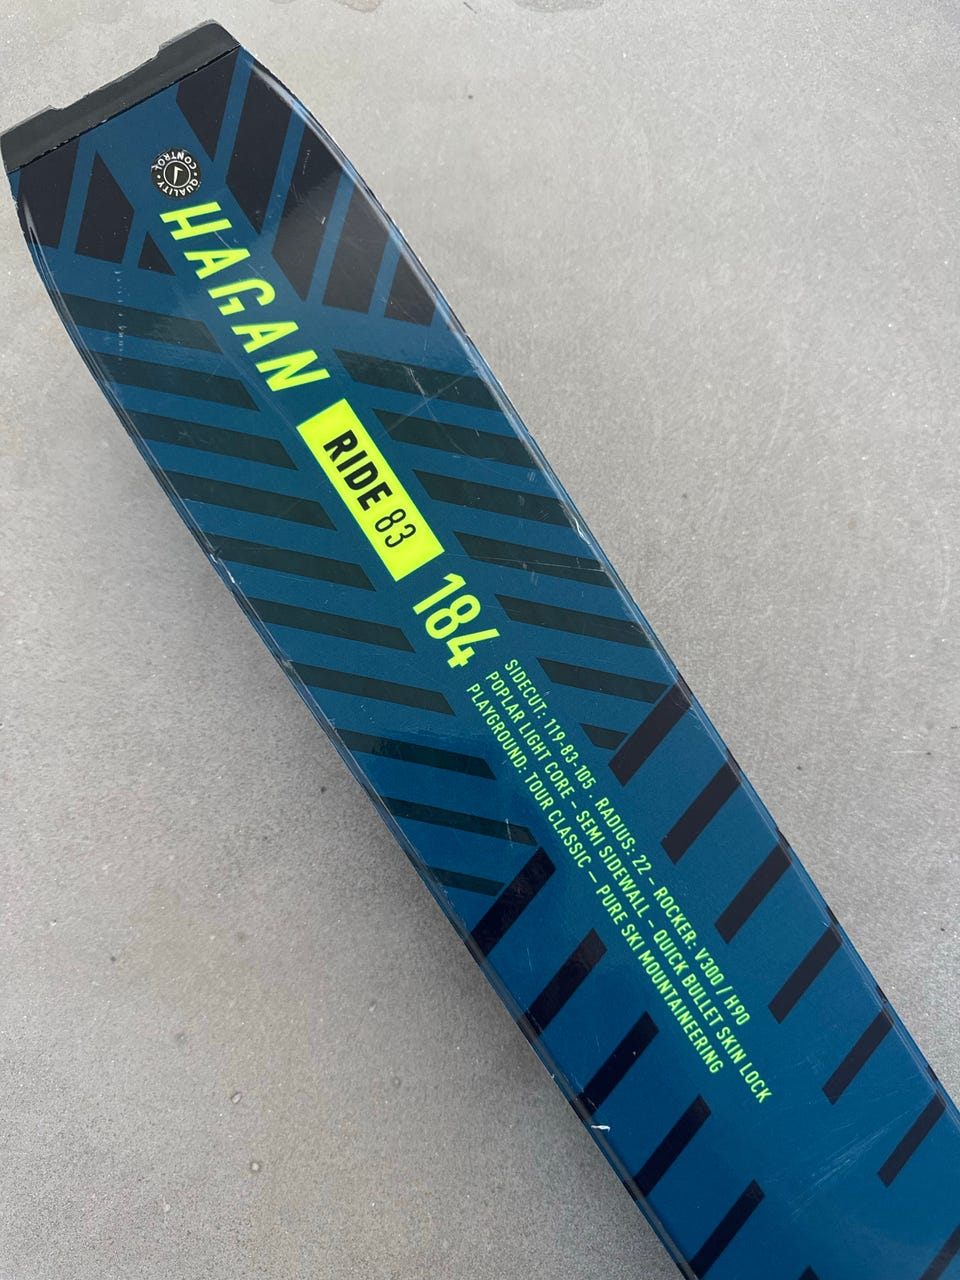 QUALITY • CONTROL •
HAGAN
RIDE 83
184
SIDECUT: 119-83-105 . RADIUS: 22 – ROCKER: V300 / H90
POPLAR LIGHT CORE – SEMI SIDEWALL – QUICK BULLET SKIN LOCK
PLAYGROUND: TOUR CLASSIC – PURE SKI MOUNTAINEERING